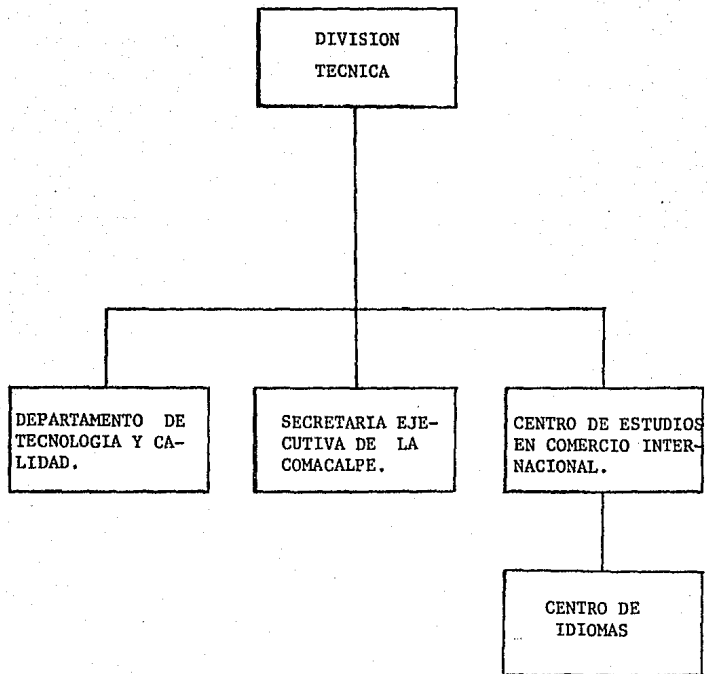 DIVISION
TECNICA
DEPARTAMENTO DE
TECNOLOGIA Y CA-
LIDAD.
SECRETARIA EJE-
CUTIVA DE LA
COMACALPE.
CENTRO DE ESTUDIOS
EN COMERCIO INTER-
NACIONAL.
CENTRO DE
IDIOMAS